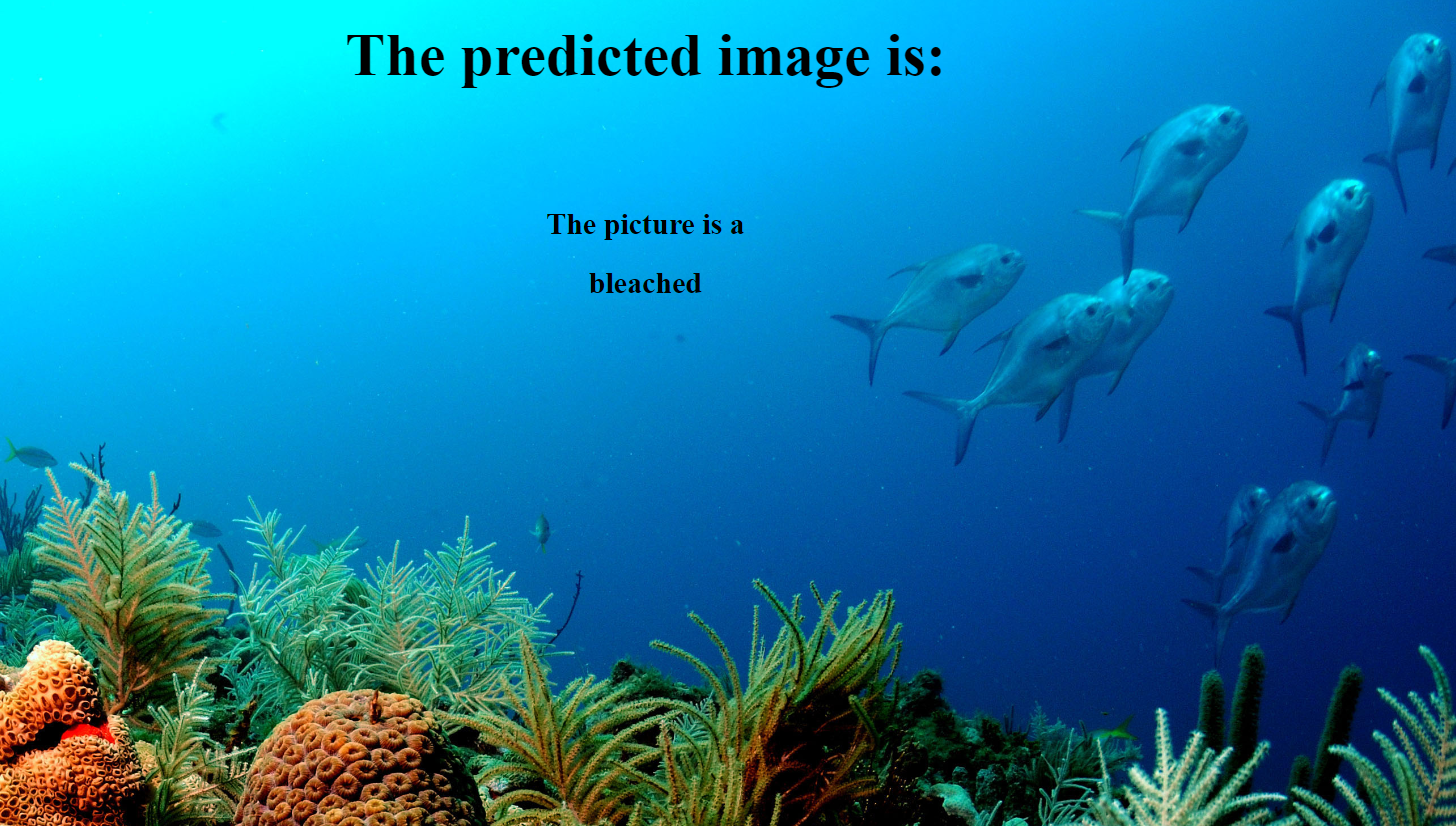 The predicted image is:
The picture is a
bleached